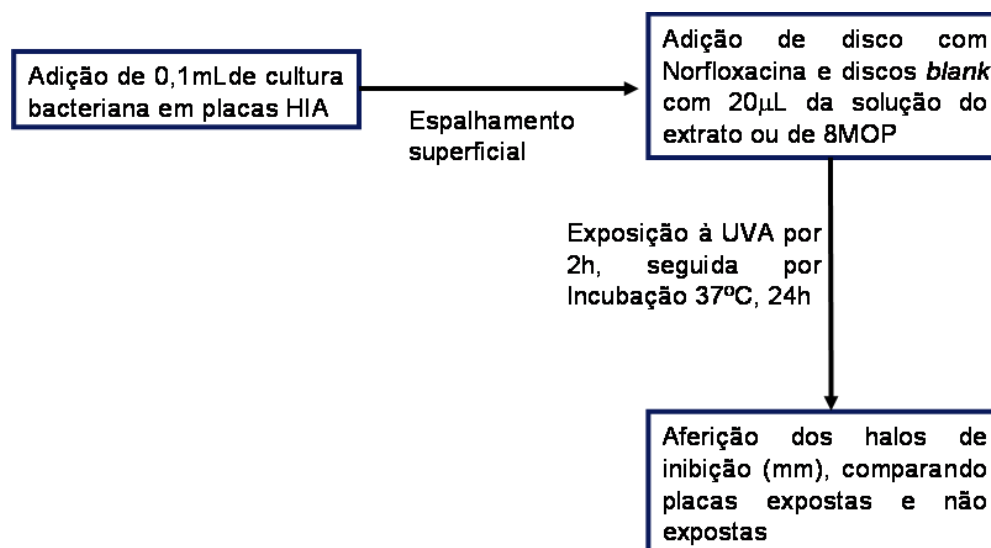 Adição de 0,1mLde cultura
bacteriana em placas HIA
Espalhamento
superficial
Adição de disco com
Norfloxacina e discos blank
com 20µL da solução do
extrato ou de 8MOP
Exposição à UVA por
2h, seguida por
Incubação 37ºC, 24h
Aferição dos halos de
inibição (mm), comparando
placas expostas e não
expostas